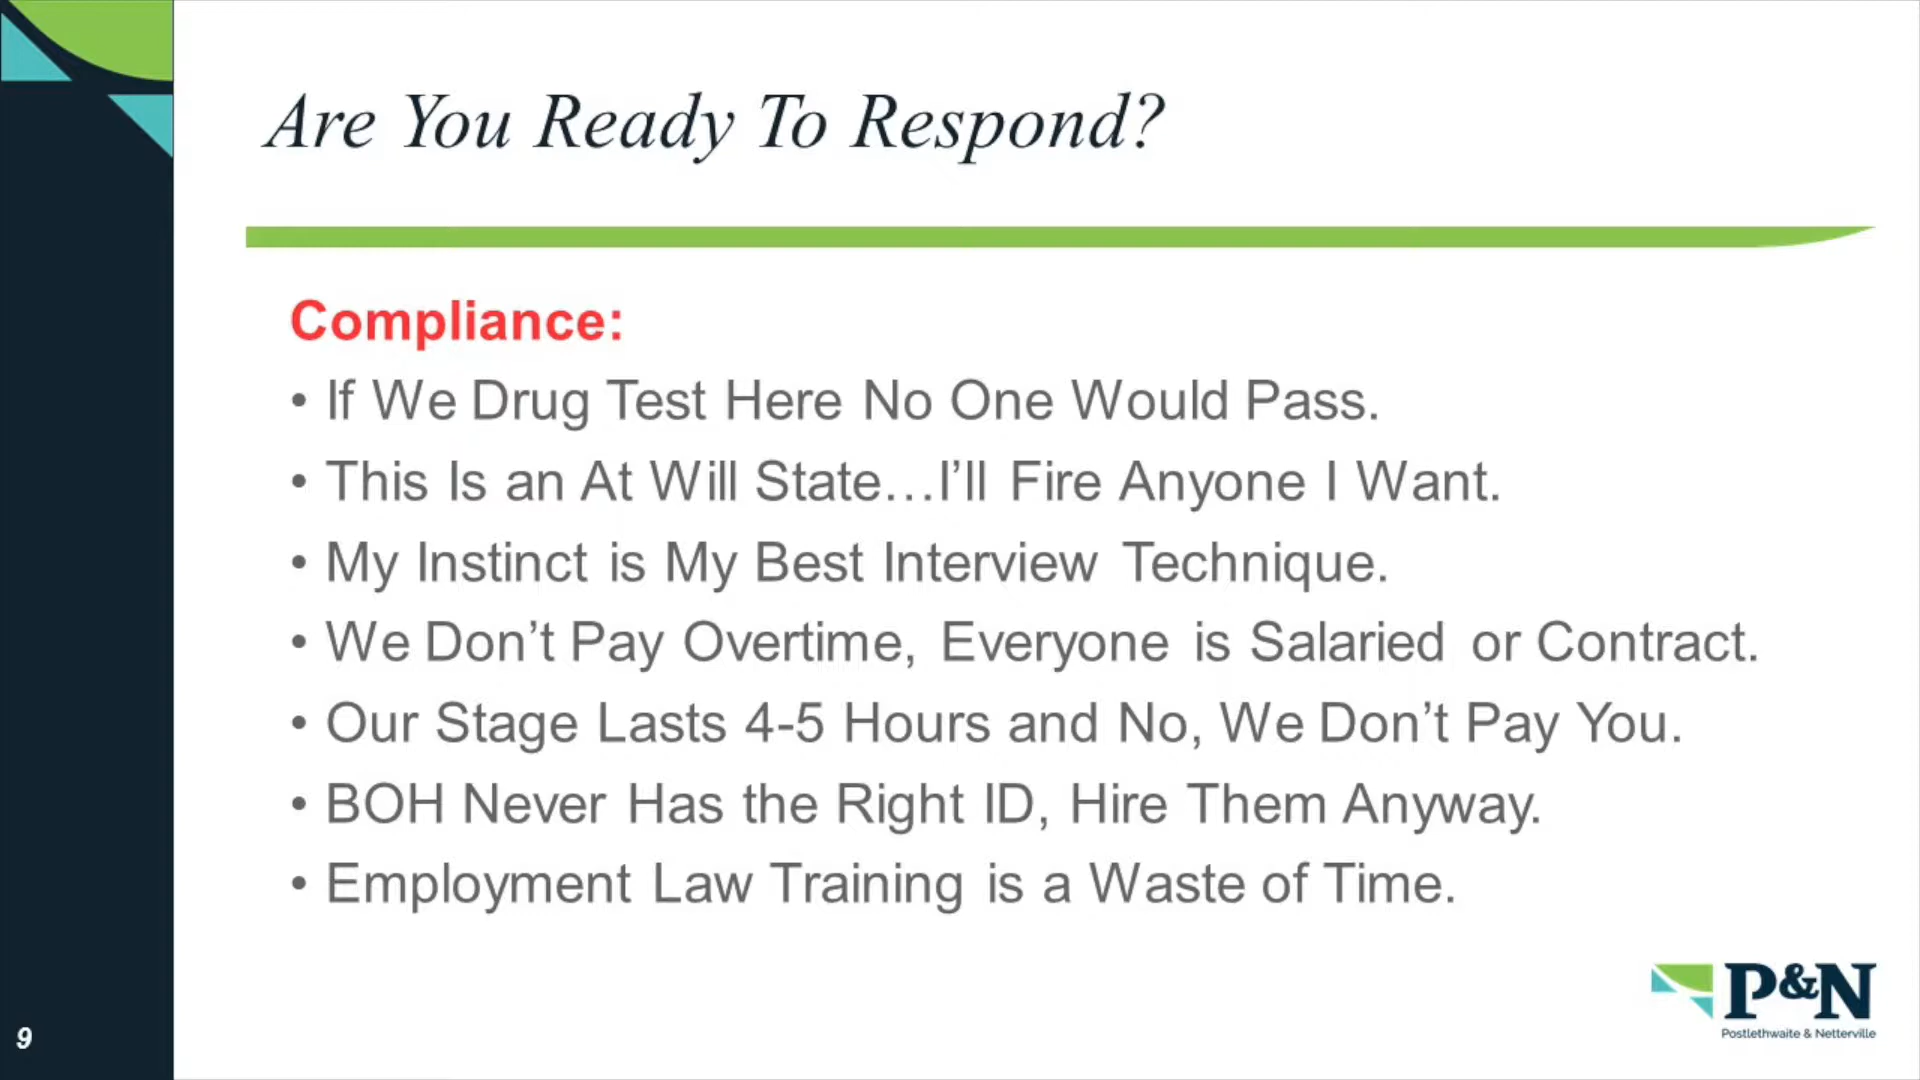 Are You Ready To Respond?
Compliance:
• If We Drug Test Here No One Would Pass.
• This Is an At Will State…I’ll Fire Anyone I Want.
• My Instinct is My Best Interview Technique.
• We Don’t Pay Overtime, Everyone is Salaried or Contract.
• Our Stage Lasts 4-5 Hours and No, We Don’t Pay You.
• BOH Never Has the Right ID, Hire Them Anyway.
• Employment Law Training is a Waste of Time.
P&N
Postlethwaite & Netterville
9